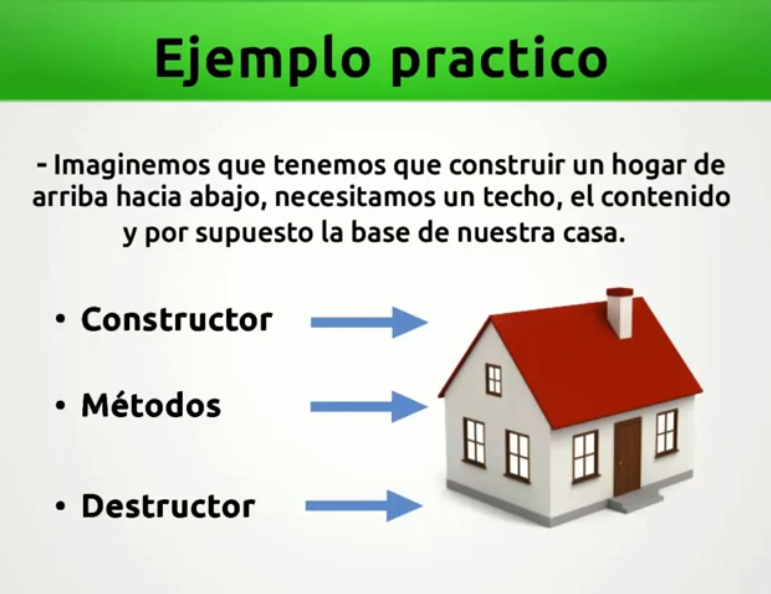 Ejemplo practico
- Imaginemos que tenemos que construir un hogar de
arriba hacia abajo, necesitamos un techo, el contenido
y por supuesto la base de nuestra casa.
• Constructor
• Métodos
• Destructor